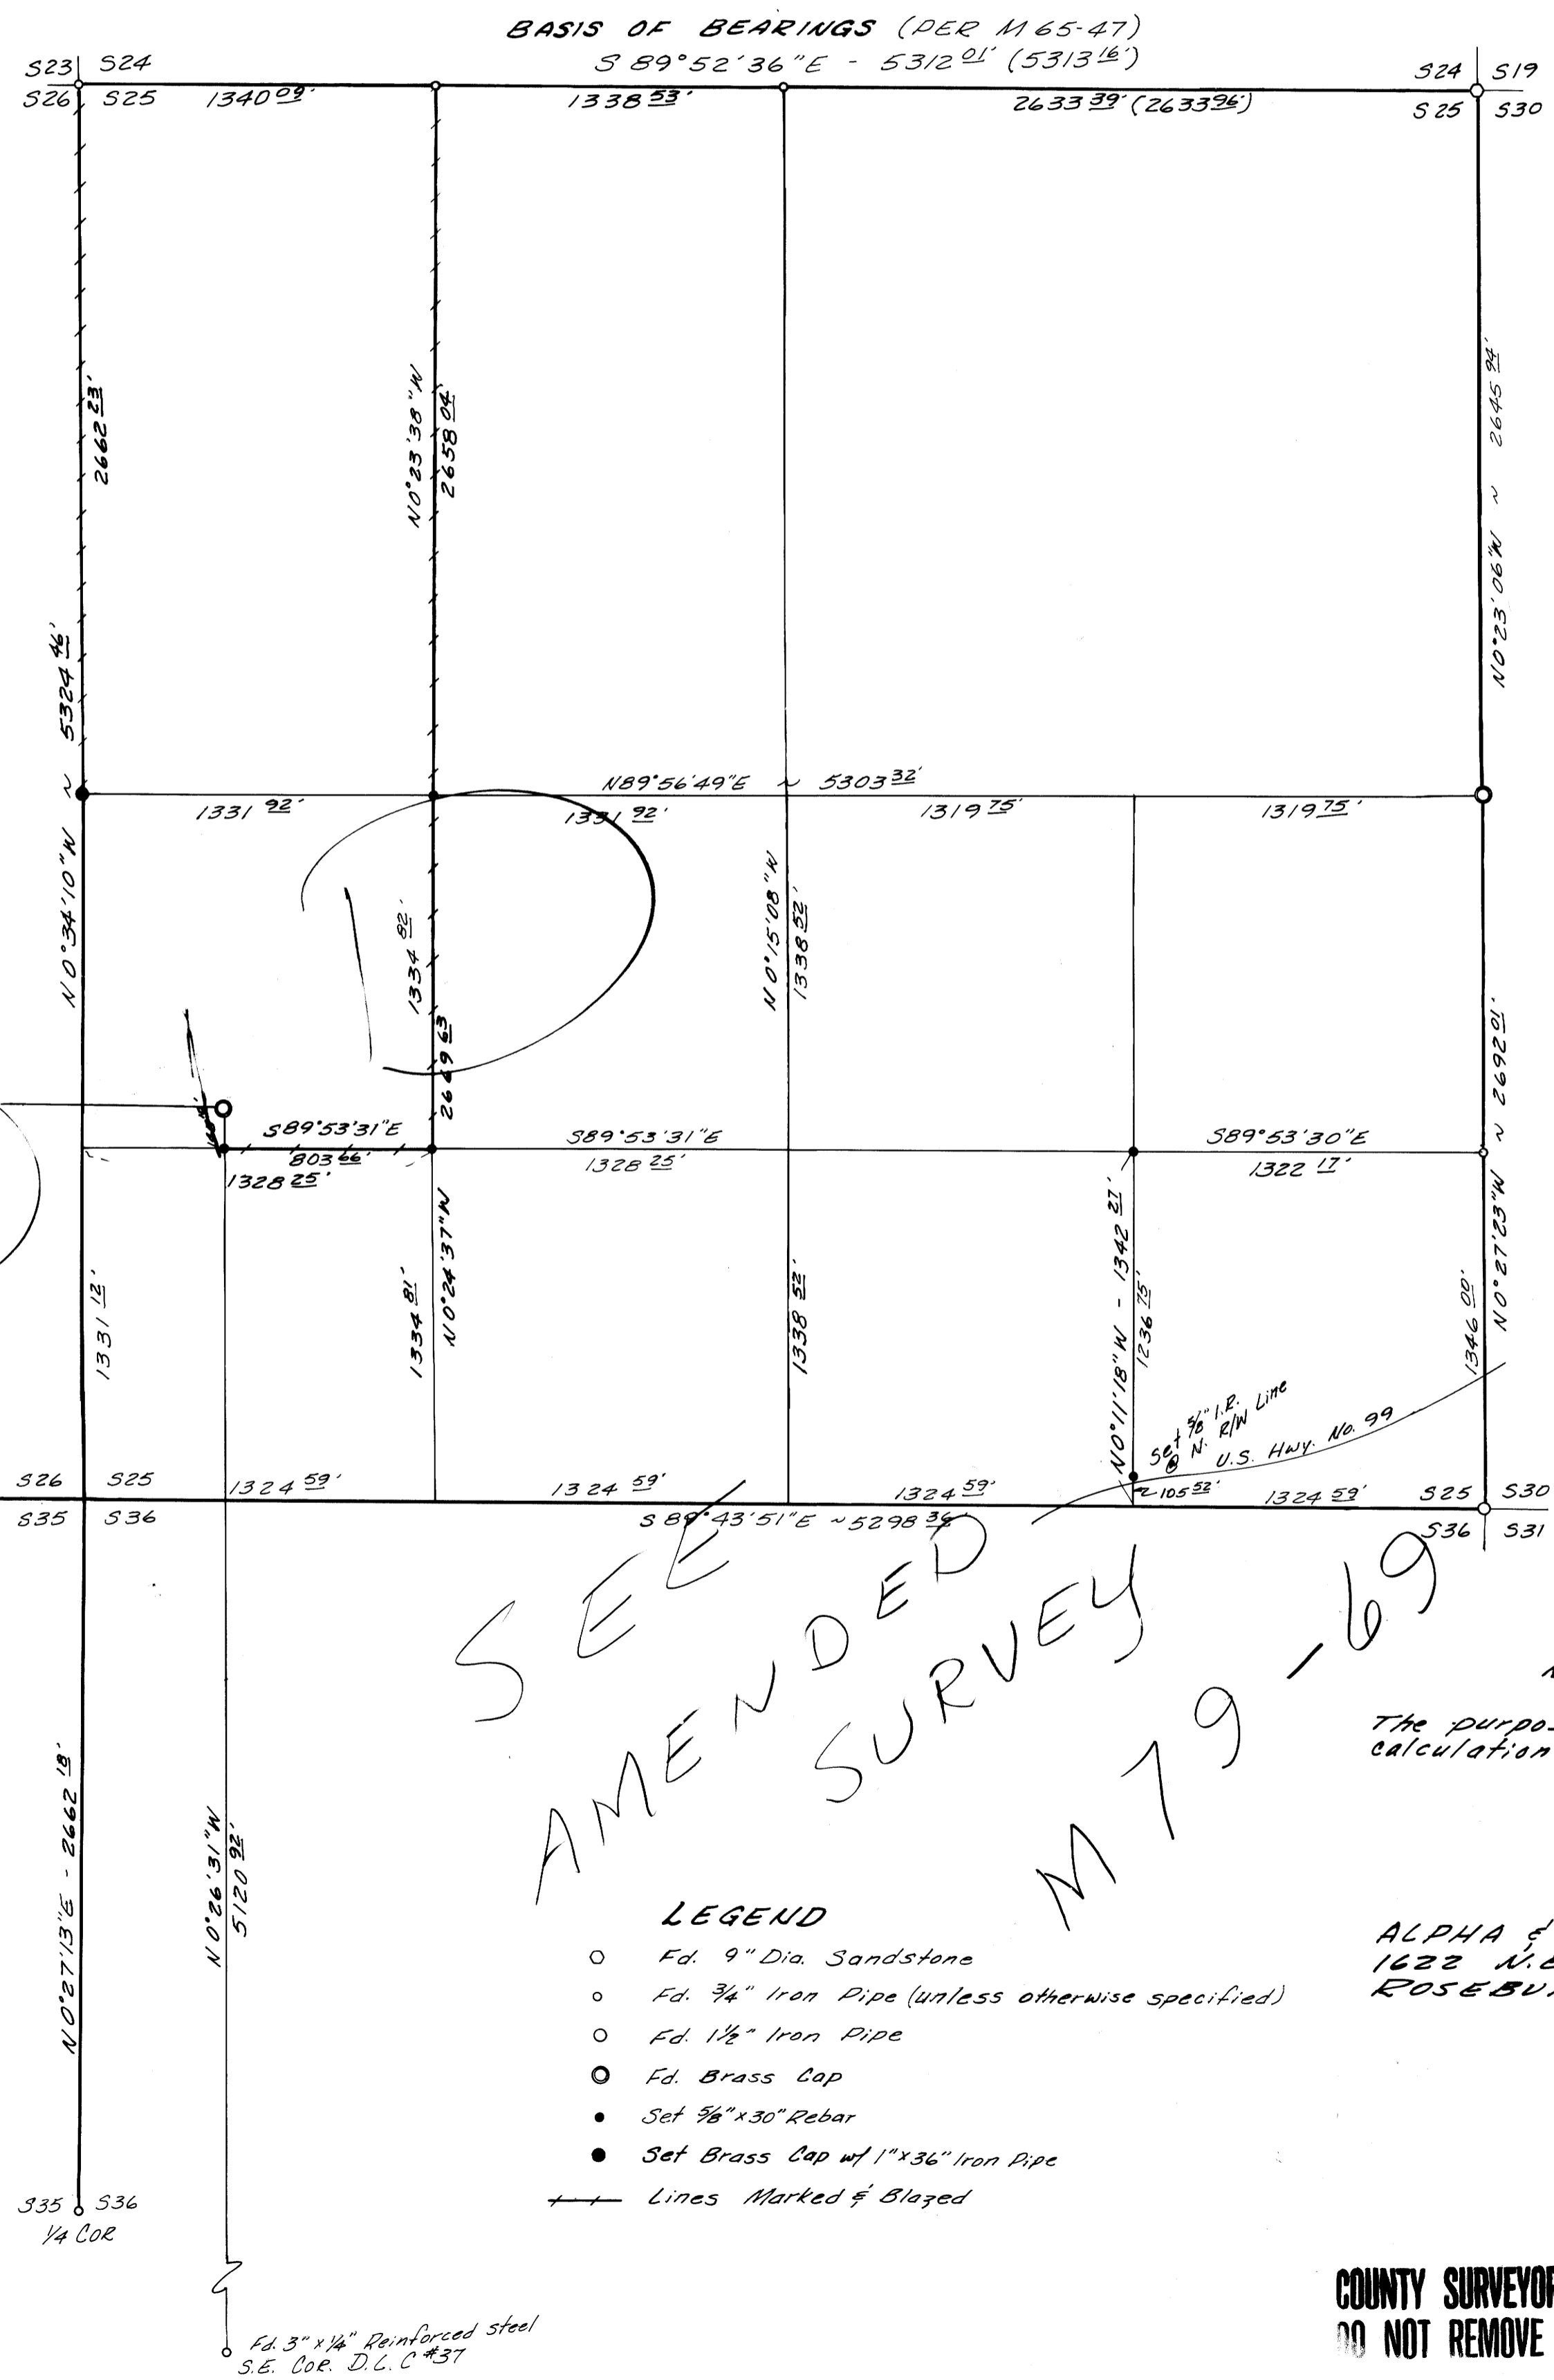 BASIS OF BEARINGS (PER M 65-47)
S 89°52'36"E - 5312 01' (5313 16')
S23 S24
S24 S19
S26 S25
1340 09'
1338 53'
2633 39' (2633 96')
S 25 S30
2662 23'
N0°23'38"W
2658 04'
N0°23'06"W ~ 2645 94'
N0°34'10"W ~ 5324 46'
N89°56'49"E ~ 5303 32'
1331 92'
1331 92'
1319 75'
1319 75'
1334 82'
2669 63'
N0°15'08"W
1338 52'
N0°27'23"W ~ 2692 01'
S89°53'31"E
803 66'
1328 25'
S89°53'31"E
1328 25'
S89°53'30"E
1322 17'
1331 12'
1334 81'
N0°24'37"W
1338 52'
N0°11'18"W - 1342 27'
1236 75'
1346 00'
Set 5/8" I.R.
@ N. R/W Line
U.S. Hwy. No. 99
S26 S25
1324 59'
1324 59'
1324 59'
105 52'
1324 59'
S25 S30
S35 S36
S 89°43'51"E ~ 5298 36'
S36 S31
SEE
AMENDED
SURVEY
M 79-69
The purpo
calculation
N0°27'13"E - 2662 18'
N0°26'31"W
5120 92'
LEGEND
Fd. 9" Dia. Sandstone
Fd. 3/4" Iron Pipe (unless otherwise specified)
Fd. 1½" Iron Pipe
Fd. Brass Cap
Set 5/8"x30" Rebar
Set Brass Cap w/ 1"x36" Iron Pipe
Lines Marked & Blazed
ALPHA &
1622 N.E
ROSEBU
S35 S36
1/4 COR
Fd. 3" x 1/4" Reinforced steel
S.E. COR. D.L.C #37
COUNTY SURVEYOR
DO NOT REMOVE